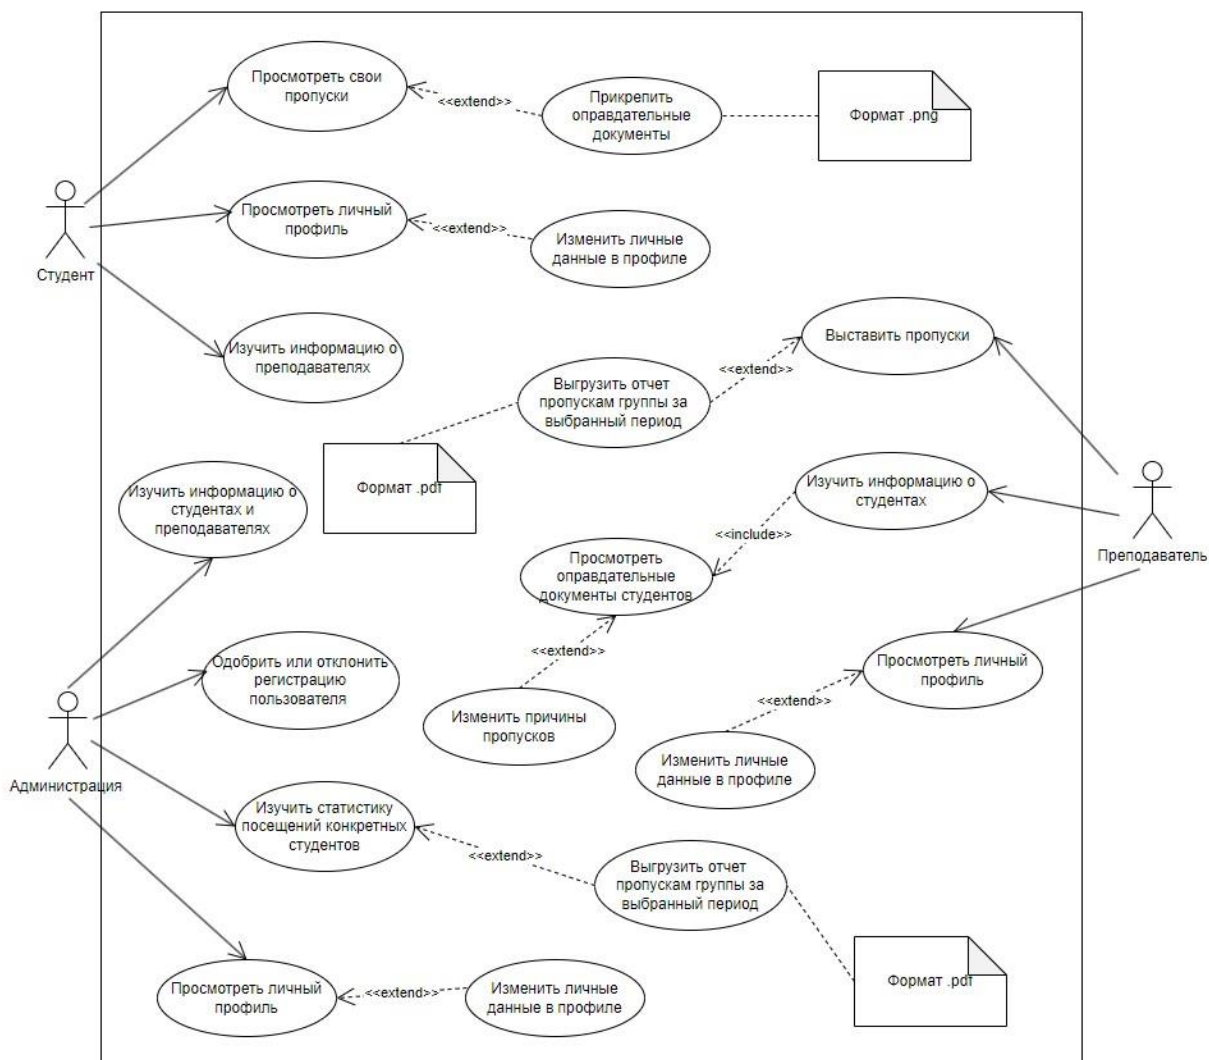 Просмотреть свои
пропуски
<<extend>>
Прикрепить
оправдательные
документы
Формат .png
Студент
Просмотреть личный
профиль
<<extend>>
Изменить личные
данные в профиле
Изучить информацию о
преподавателях
Выставить пропуски
<<extend>>
Выгрузить отчет
пропускам группы за
выбранный период
Формат .pdf
Изучить информацию о
студентах и
преподавателях
Изучить информацию о
студентах
<<include>>
Просмотреть
оправдательные
документы студентов
Преподаватель
<<extend>>
Изменить причины
пропусков
Одобрить или отклонить
регистрацию
пользователя
Просмотреть личный
профиль
<<extend>>
Изменить личные
данные в профиле
Администрация
Изучить статистику
посещений конкретных
студентов
<<extend>>
Выгрузить отчет
пропускам группы за
выбранный период
Формат .pdf
Просмотреть личный
профиль
<<extend>>
Изменить личные
данные в профиле